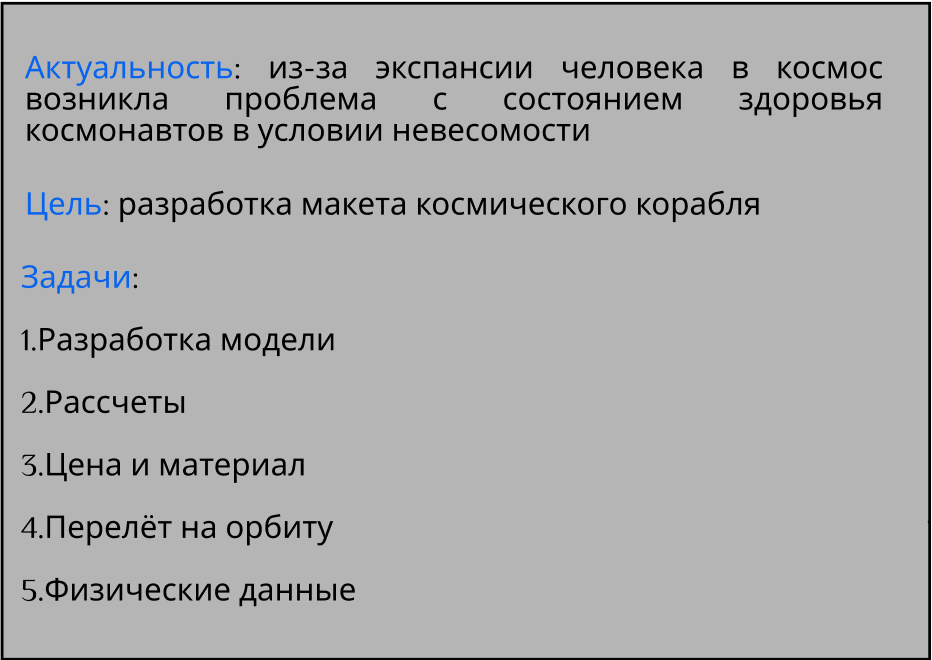 Актуальность: из-за экспансии человека в космос
возникла проблема с состоянием здоровья
космонавтов в условии невесомости
Цель: разработка макета космического корабля
Задачи:
1.Разработка модели
2.Рассчеты
3.Цена и материал
4.Перелёт на орбиту
5.Физические данные